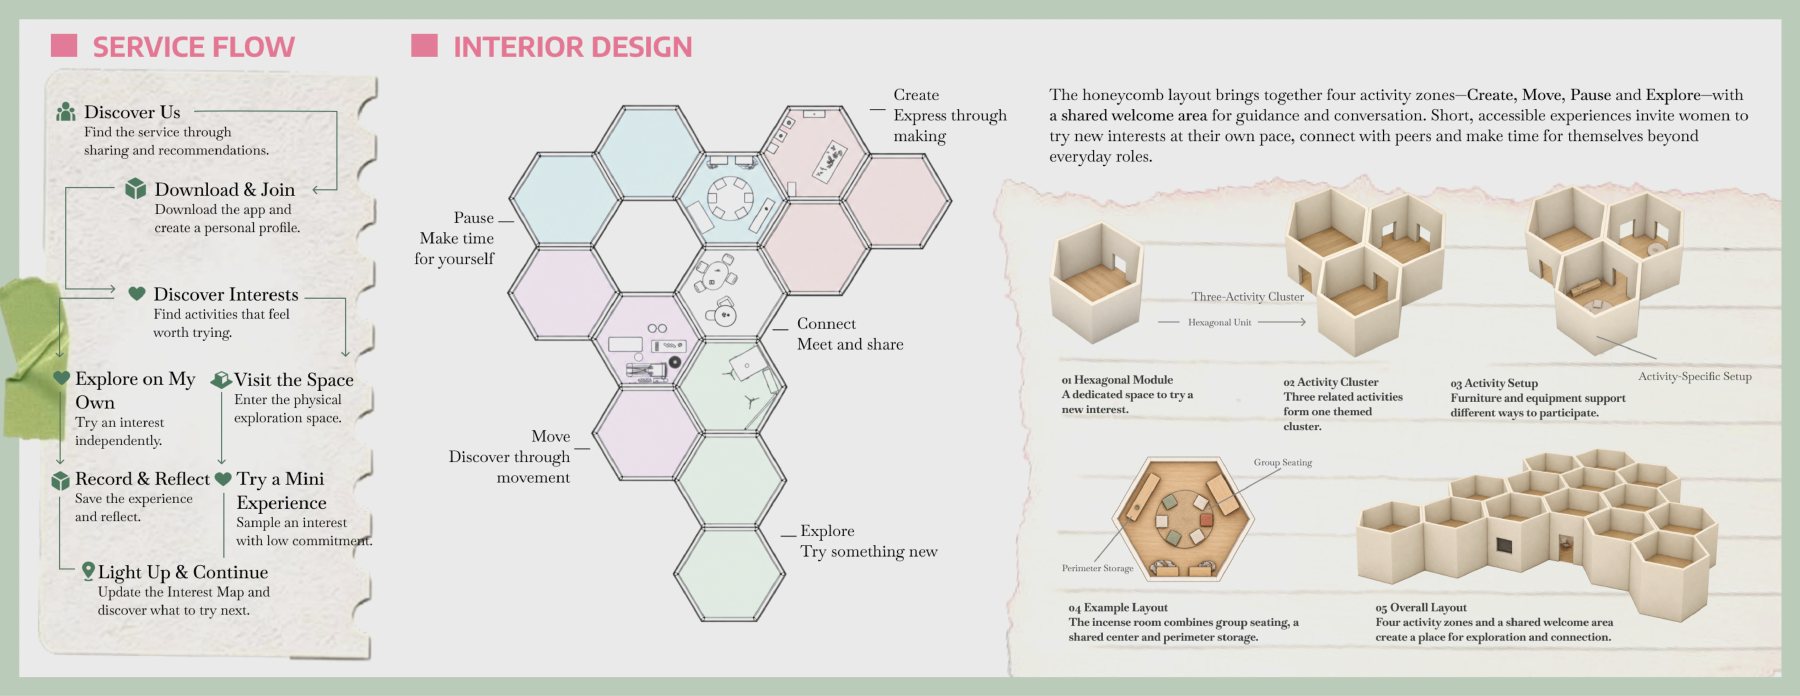 SERVICE FLOW
Discover Us
Find the service through
sharing and recommendations.
Download & Join
Download the app and
create a personal profile.
Discover Interests
Find activities that feel
worth trying.
Explore on My
Own
Try an interest
independently.
Visit the Space
Enter the physical
exploration space.
Record & Reflect
Save the experience
and reflect.
Try a Mini
Experience
Sample an interest
with low commitment.
Light Up & Continue
Update the Interest Map and
discover what to try next.
INTERIOR DESIGN
Create
Express through
making
Pause
Make time
for yourself
Connect
Meet and share
Move
Discover through
movement
Explore
Try something new
The honeycomb layout brings together four activity zones—Create, Move, Pause and Explore—with
a shared welcome area for guidance and conversation. Short, accessible experiences invite women to
try new interests at their own pace, connect with peers and make time for themselves beyond
everyday roles.
Three-Activity Cluster
Hexagonal Unit
Activity-Specific Setup
01 Hexagonal Module
A dedicated space to try a
new interest.
02 Activity Cluster
Three related activities
form one themed
cluster.
03 Activity Setup
Furniture and equipment support
different ways to participate.
Group Seating
Perimeter Storage
04 Example Layout
The incense room combines group seating, a
shared center and perimeter storage.
05 Overall Layout
Four activity zones and a shared welcome area
create a place for exploration and connection.